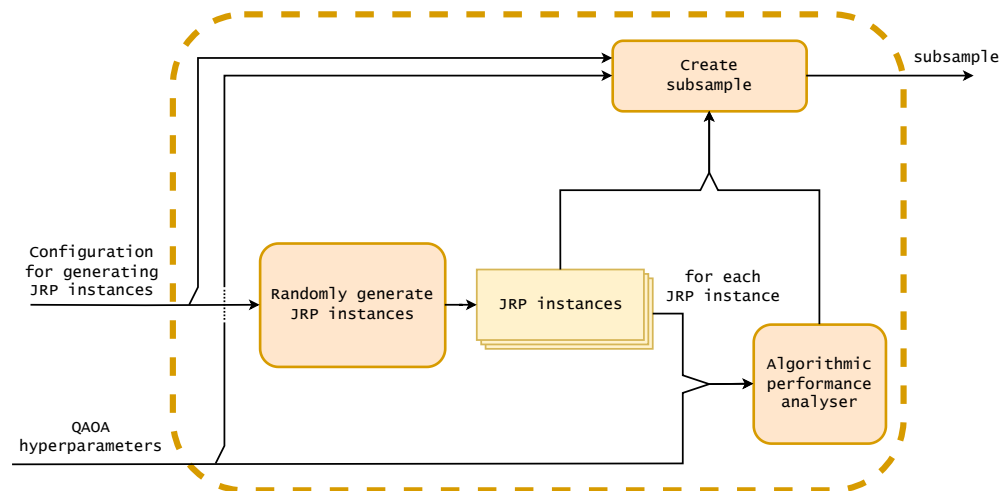 Create
subsample
subsample
Configuration
for generating
JRP instances
Randomly generate
JRP instances
JRP instances
for each
JRP instance
Algorithmic
performance
analyser
QAOA
hyperparameters